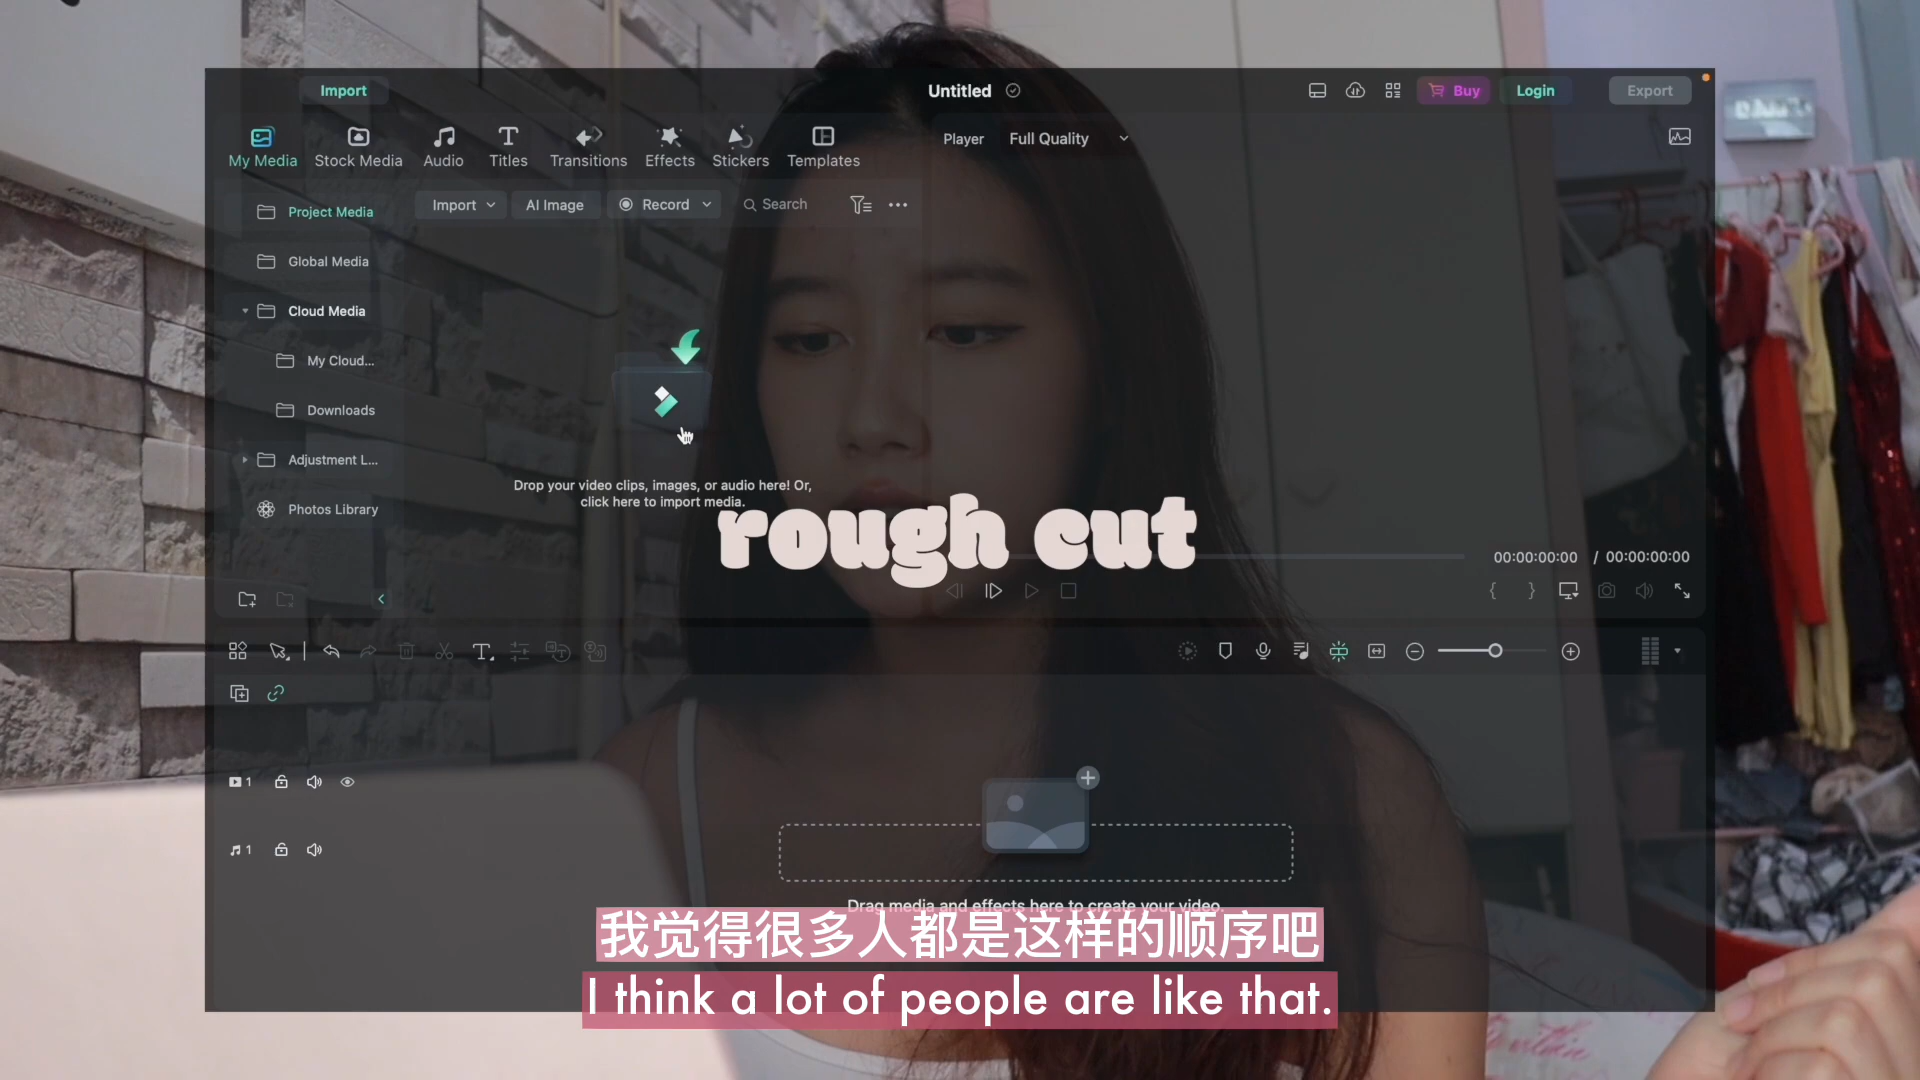 Import
Untitled
Buy
Login
Export
My Media
Stock Media
Audio
Titles
Transitions
Effects
Stickers
Templates
Player
Full Quality
Project Media
Import
AI Image
Record
Search
Global Media
Cloud Media
My Cloud...
Downloads
Adjustment L...
Photos Library
Drop your video clips, images, or audio here! Or,
click here to import media.
rough cut
00:00:00:00 / 00:00:00:00
1
1
Drag media and effects here to create your video.
我觉得很多人都是这样的顺序吧
I think a lot of people are like that.